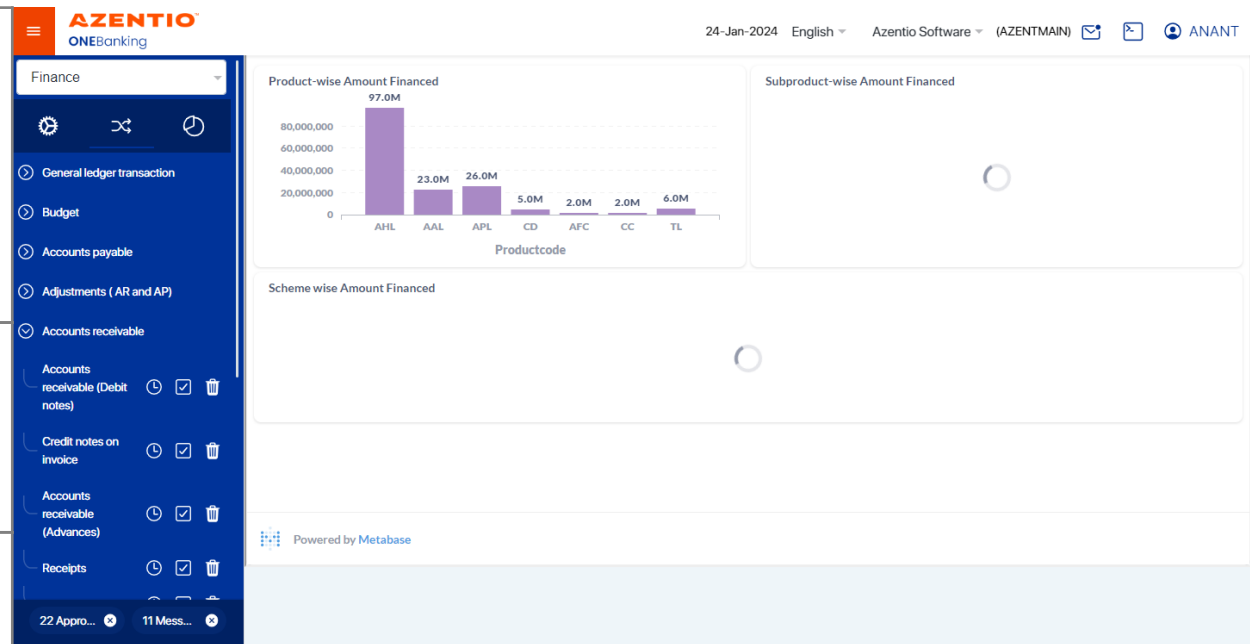 AZENTIO
ONEBanking
24-Jan-2024 English Azentio Software (AZENTMAIN) ANANT
Finance
General ledger transaction
Budget
Accounts payable
Adjustments ( AR and AP)
Accounts receivable
Accounts
receivable (Debit
notes)
Credit notes on
invoice
Accounts
receivable
(Advances)
Receipts
22 Appro... 11 Mess...
Product-wise Amount Financed
97.0M
80,000,000
60,000,000
40,000,000
23.0M 26.0M
20,000,000
5.0M 2.0M 2.0M 6.0M
0
AHL AAL APL CD AFC CC TL
Productcode
Subproduct-wise Amount Financed
Scheme wise Amount Financed
Powered by Metabase